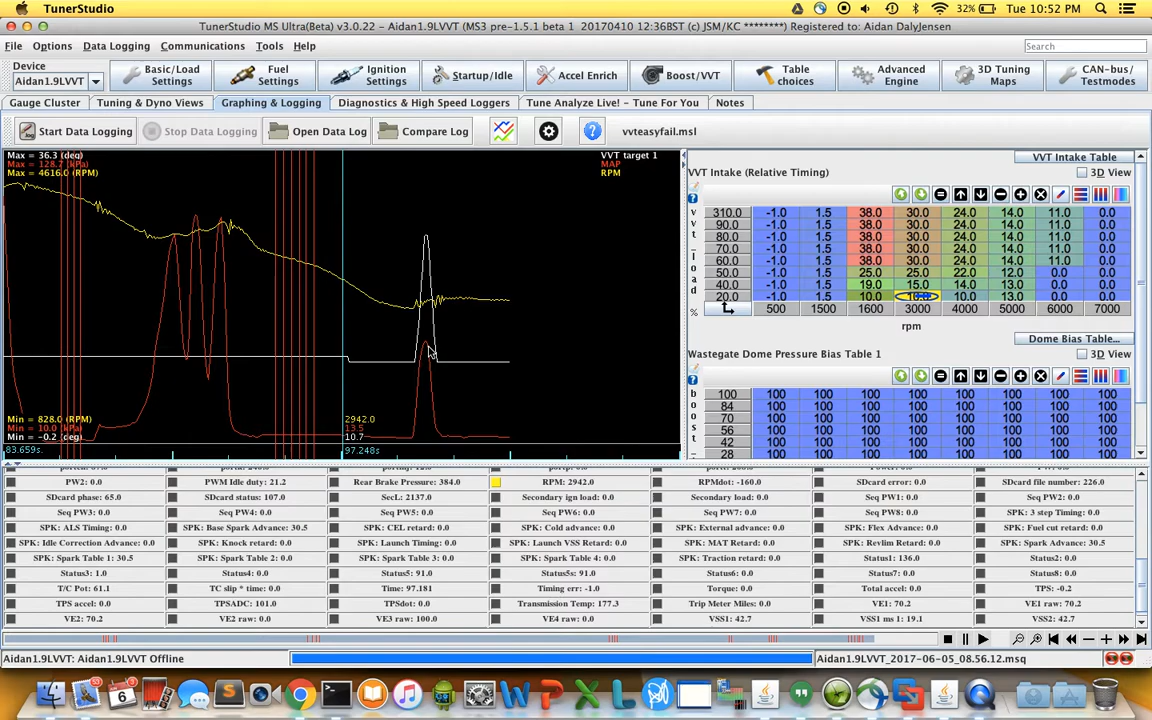 TunerStudio
32%
Tue 10:52 PM
TunerStudio MS Ultra(Beta) v3.0.22 - Aidan1.9LVVT (MS3 pre-1.5.1 beta 1 20170410 12:36BST (c) JSM/KC *******) Registered to: Aidan DalyJensen
File Options Data Logging Communications Tools Help Search
Device
Aidan1.9LVVT
Basic/Load Settings
Fuel Settings
Ignition Settings
Startup/Idle
Accel Enrich
Boost/VVT
Table choices
Advanced Engine
3D Tuning Maps
CAN-bus/ Testmodes
Gauge Cluster Tuning & Dyno Views Graphing & Logging Diagnostics & High Speed Loggers Tune Analyze Live! - Tune For You Notes
Start Data Logging Stop Data Logging Open Data Log Compare Log vvteasyfail.msl
Max = 36.3 (deg)
Max = 128.7 (kPa)
Max = 4616.0 (RPM)
VVT target 1
MAP
RPM
Min = 828.0 (RPM)
Min = 10.0 (kPa)
Min = -0.2 (deg)
2942.0
13.5
10.7
83.659s.
97.248s
VVT Intake Table
VVT Intake (Relative Timing)
3D View
vvt_load
%
310.0 -1.0 1.5 38.0 30.0 24.0 14.0 11.0 0.0
90.0 -1.0 1.5 38.0 30.0 24.0 14.0 11.0 0.0
80.0 -1.0 1.5 38.0 30.0 24.0 14.0 11.0 0.0
70.0 -1.0 1.5 38.0 30.0 24.0 14.0 11.0 0.0
60.0 -1.0 1.5 38.0 30.0 24.0 14.0 11.0 0.0
50.0 -1.0 1.5 25.0 25.0 22.0 12.0 0.0 0.0
40.0 -1.0 1.5 19.0 15.0 14.0 13.0 0.0 0.0
20.0 -1.0 1.5 10.0 10.0 13.0 0.0 0.0
500 1500 1600 3000 4000 5000 6000 7000
rpm
Dome Bias Table...
Wastegate Dome Pressure Bias Table 1
3D View
boost
100 100 100 100 100 100 100 100 100
84 100 100 100 100 100 100 100 100
70 100 100 100 100 100 100 100 100
56 100 100 100 100 100 100 100 100
42 100 100 100 100 100 100 100 100
28 100 100 100 100 100 100 100 100
PW2: 0.0 PWM Idle duty: 21.2 Rear Brake Pressure: 384.0 RPM: 2942.0 RPMdot: -160.0 SDcard error: 0.0 SDcard file number: 226.0
SDcard phase: 65.0 SDcard status: 107.0 SecL: 2137.0 Secondary ign load: 0.0 Secondary load: 0.0 Seq PW1: 0.0 Seq PW2: 0.0
Seq PW3: 0.0 Seq PW4: 0.0 Seq PW5: 0.0 Seq PW6: 0.0 Seq PW7: 0.0 Seq PW8: 0.0 SPK: 3 step Timing: 0.0
SPK: ALS Timing: 0.0 SPK: Base Spark Advance: 30.5 SPK: CEL retard: 0.0 SPK: Cold advance: 0.0 SPK: External advance: 0.0 SPK: Flex Advance: 0.0 SPK: Fuel cut retard: 0.0
SPK: Idle Correction Advance: 0.0 SPK: Knock retard: 0.0 SPK: Launch Timing: 0.0 SPK: Launch VSS Retard: 0.0 SPK: MAT Retard: 0.0 SPK: Revlim Retard: 0.0 SPK: Spark Advance: 30.5
SPK: Spark Table 1: 30.5 SPK: Spark Table 2: 0.0 SPK: Spark Table 3: 0.0 SPK: Spark Table 4: 0.0 SPK: Traction retard: 0.0 Status1: 136.0 Status2: 0.0
Status3: 1.0 Status4: 0.0 Status5: 91.0 Status5s: 91.0 Status6: 0.0 Status7: 0.0 Status8: 0.0
T/C Pot: 61.1 TC slip * time: 0.0 Time: 97.181 Timing err: -1.0 Torque: 0.0 Total accel: 0.0 TPS: -0.2
TPS accel: 0.0 TPSADC: 101.0 TPSdot: 0.0 Transmission Temp: 177.3 Trip Meter Miles: 0.0 VE1: 70.2 VE1 raw: 70.2
VE2: 70.2 VE2 raw: 0.0 VE3 raw: 100.0 VE4 raw: 0.0 VSS1: 42.7 VSS1 ms 1: 19.1 VSS2: 42.7
Aidan1.9LVVT: Aidan1.9LVVT Offline
Aidan1.9LVVT_2017-06-05_08.56.12.msq